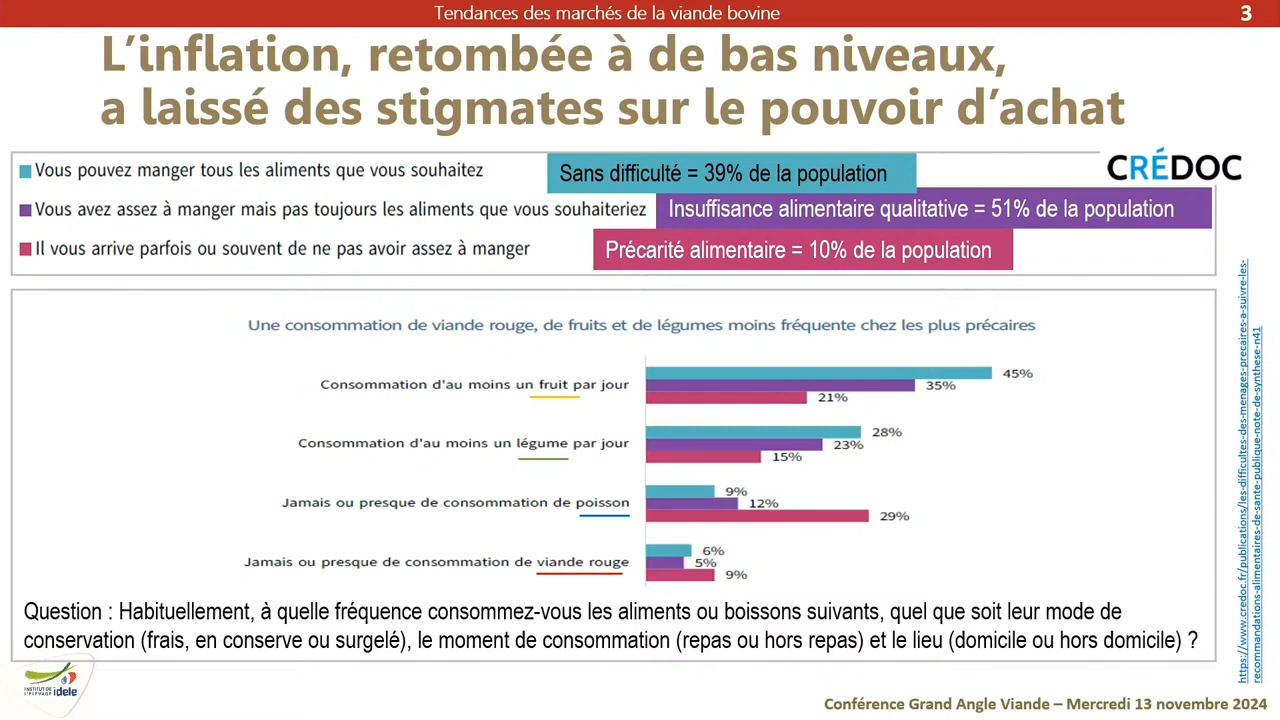 Tendances des marchés de la viande bovine
3
L’inflation, retombée à de bas niveaux,
a laissé des stigmates sur le pouvoir d’achat
CRÉDOC
Vous pouvez manger tous les aliments que vous souhaitez
Sans difficulté = 39% de la population
Vous avez assez à manger mais pas toujours les aliments que vous souhaiteriez
Insuffisance alimentaire qualitative = 51% de la population
Il vous arrive parfois ou souvent de ne pas avoir assez à manger
Précarité alimentaire = 10% de la population
Une consommation de viande rouge, de fruits et de légumes moins fréquente chez les plus précaires
Consommation d'au moins un fruit par jour
45%
35%
21%
Consommation d'au moins un légume par jour
28%
23%
15%
Jamais ou presque de consommation de poisson
9%
12%
29%
Jamais ou presque de consommation de viande rouge
6%
5%
9%
Question : Habituellement, à quelle fréquence consommez-vous les aliments ou boissons suivants, quel que soit leur mode de
conservation (frais, en conserve ou surgelé), le moment de consommation (repas ou hors repas) et le lieu (domicile ou hors domicile) ?
https://www.credoc.fr/publications/les-difficultes-des-menages-precaires-a-suivre-les-
recommandations-alimentaires-de-sante-publique-note-de-synthese-n41
INSTITUT DE
L'ÉLEVAGE idele
Conférence Grand Angle Viande – Mercredi 13 novembre 2024